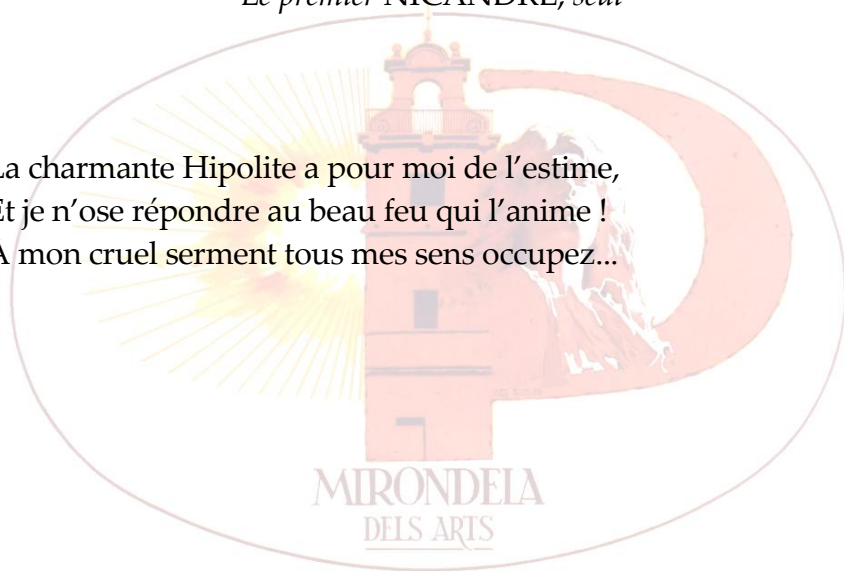 Le premier NICANDRE, seul
La charmante Hipolite a pour moi de l'estime,
Et je n'ose répondre au beau feu qui l'anime !
A mon cruel serment tous mes sens occupez...
MIRONDELA
DELS ARTS